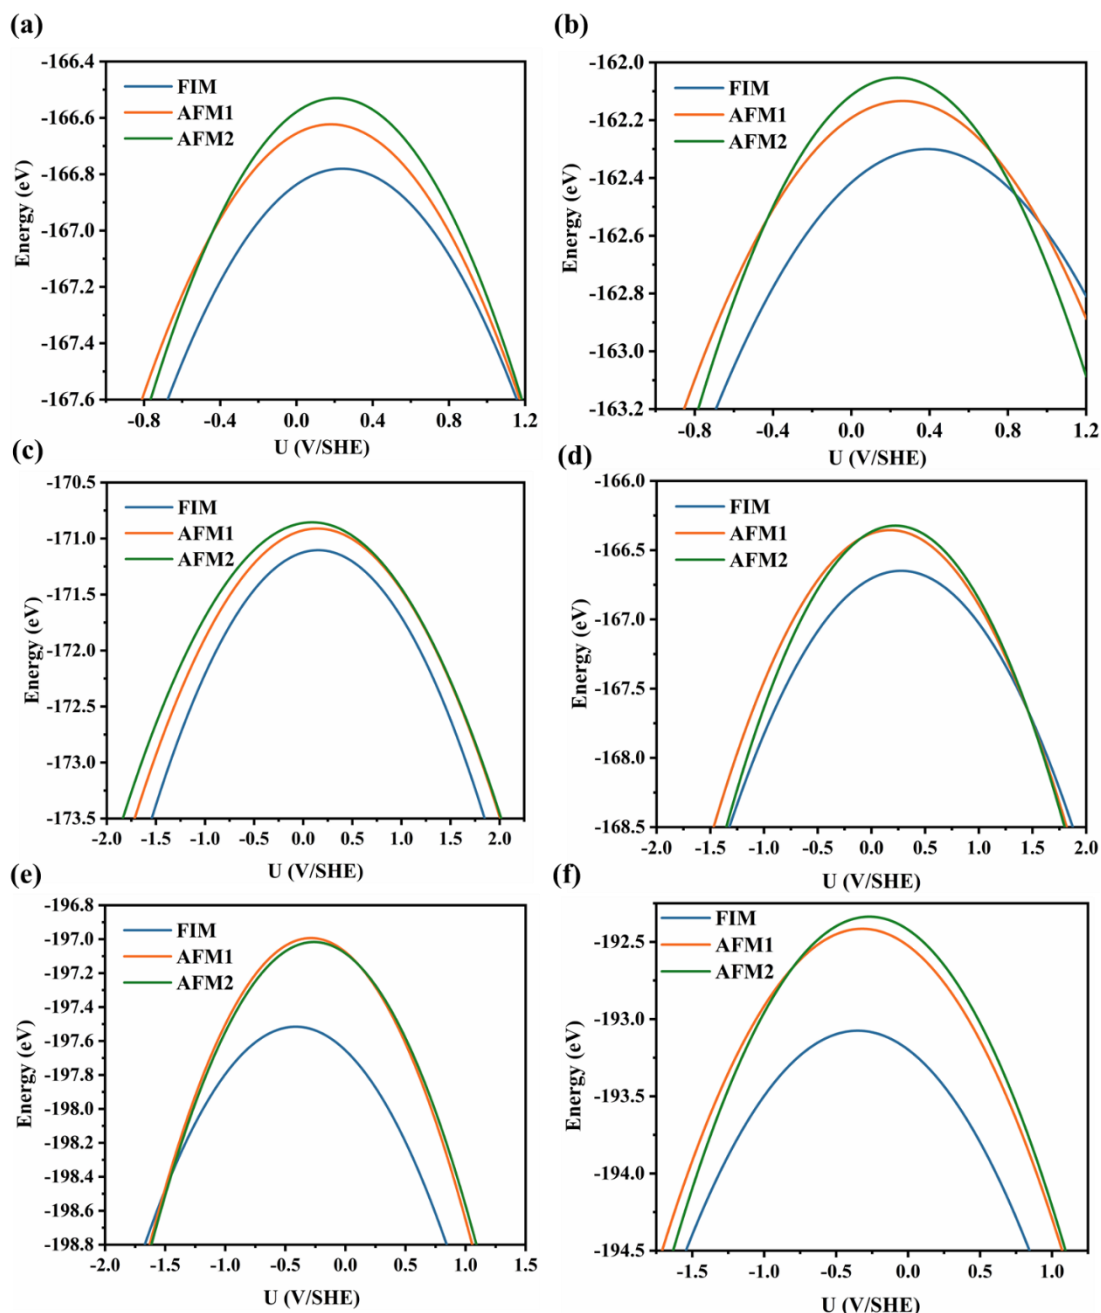 (a)
-166.4
-166.6
-166.8
-167.0
-167.2
-167.4
-167.6
Energy (eV)
FIM
AFM1
AFM2
-0.8 -0.4 0.0 0.4 0.8 1.2
U (V/SHE)
(b)
-162.0
-162.2
-162.4
-162.6
-162.8
-163.0
-163.2
Energy (eV)
FIM
AFM1
AFM2
-0.8 -0.4 0.0 0.4 0.8 1.2
U (V/SHE)
(c)
-170.5
-171.0
-171.5
-172.0
-172.5
-173.0
-173.5
Energy (eV)
FIM
AFM1
AFM2
-2.0 -1.5 -1.0 -0.5 0.0 0.5 1.0 1.5 2.0
U (V/SHE)
(d)
-166.0
-166.5
-167.0
-167.5
-168.0
-168.5
Energy (eV)
FIM
AFM1
AFM2
-2.0 -1.5 -1.0 -0.5 0.0 0.5 1.0 1.5 2.0
U (V/SHE)
(e)
-196.8
-197.0
-197.2
-197.4
-197.6
-197.8
-198.0
-198.2
-198.4
-198.6
-198.8
Energy (eV)
FIM
AFM1
AFM2
-2.0 -1.5 -1.0 -0.5 0.0 0.5 1.0 1.5
U (V/SHE)
(f)
-192.5
-193.0
-193.5
-194.0
-194.5
Energy (eV)
FIM
AFM1
AFM2
-1.5 -1.0 -0.5 0.0 0.5 1.0
U (V/SHE)